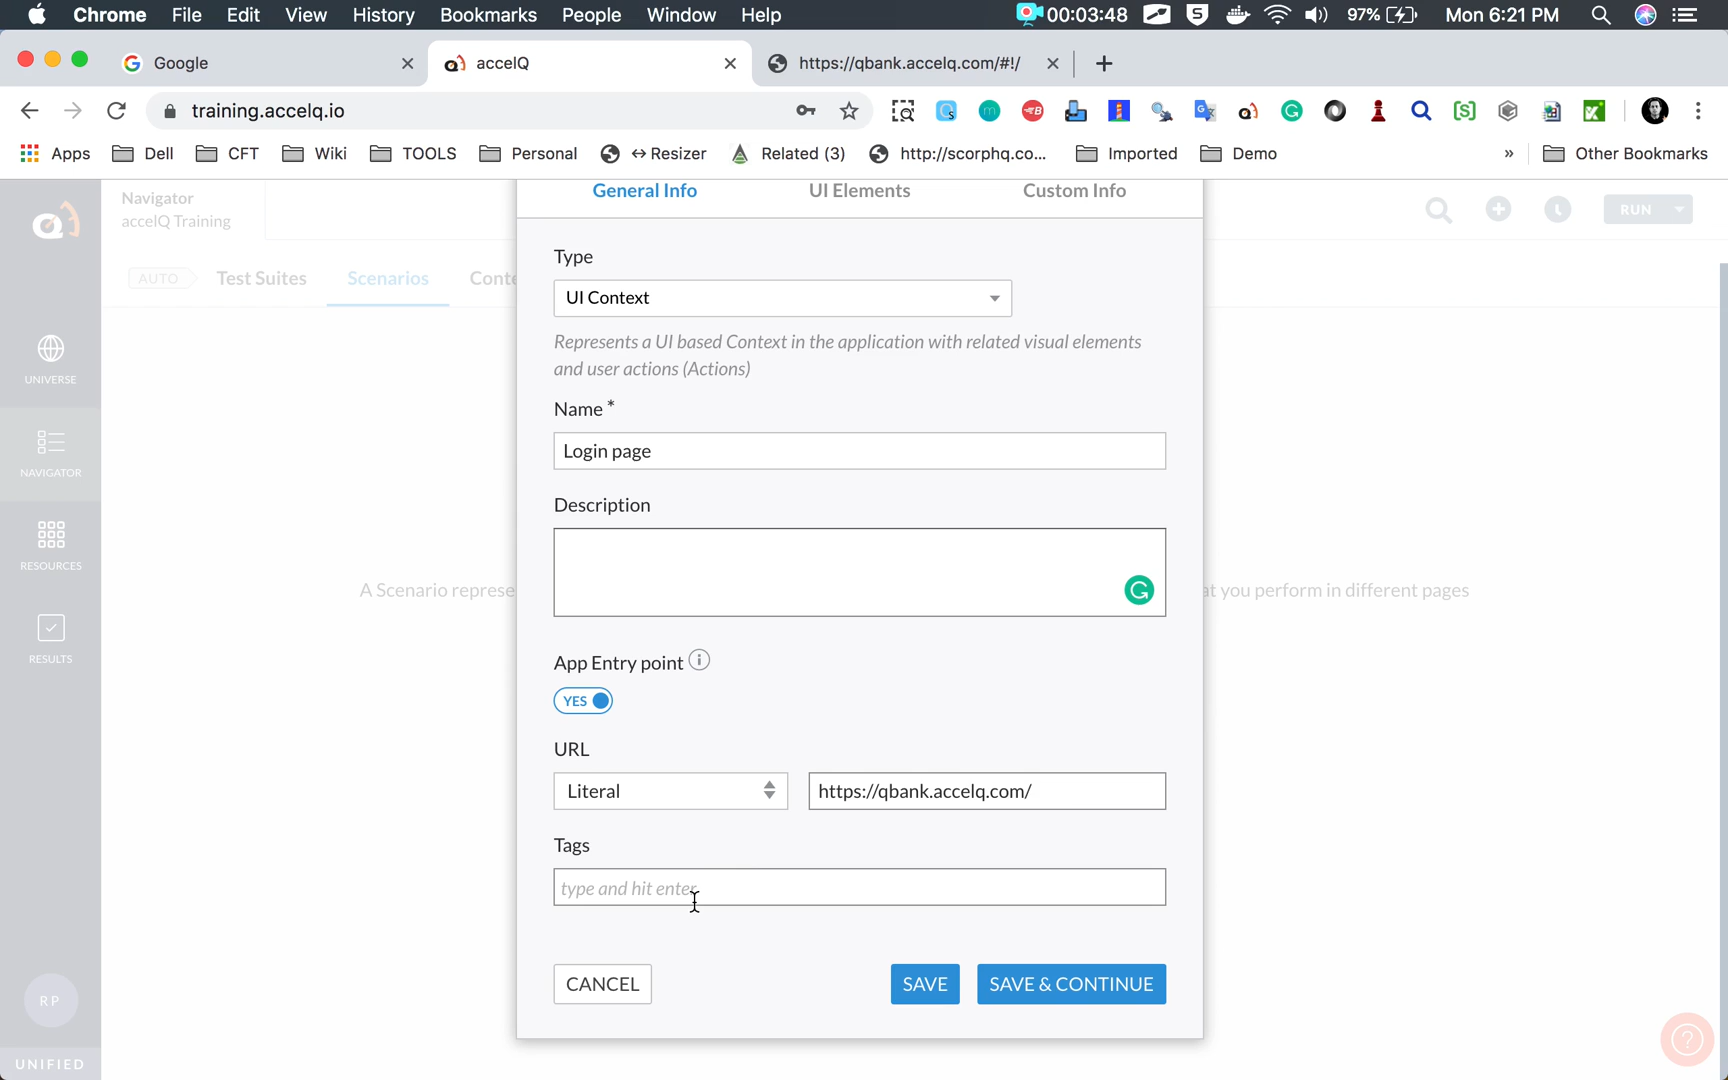 Chrome File Edit View History Bookmarks People Window Help 00:03:48 97% Mon 6:21 PM
Google accelQ https://qbank.accelq.com/#!/
training.accelq.io
Apps Dell CFT Wiki TOOLS Personal ↔Resizer Related (3) http://scorphq.co... Imported Demo » Other Bookmarks
Navigator
accelQ Training
General Info UI Elements Custom Info
RUN
AUTO Test Suites Scenarios Conte
Type
UI Context
Represents a UI based Context in the application with related visual elements
and user actions (Actions)
UNIVERSE
Name *
Login page
NAVIGATOR
Description
RESOURCES
A Scenario represe
at you perform in different pages
RESULTS
App Entry point
YES
URL
Literal https://qbank.accelq.com/
Tags
type and hit enter
CANCEL SAVE SAVE & CONTINUE
RP
UNIFIED